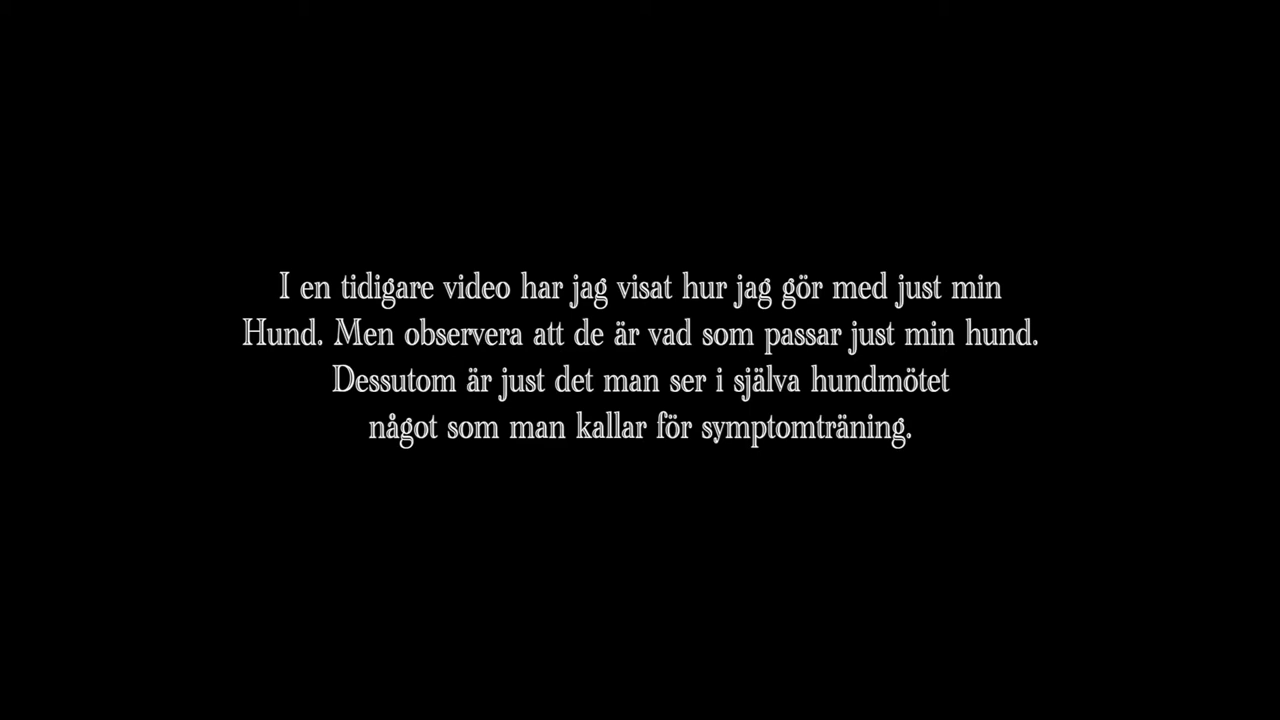 I en tidigare video har jag visat hur jag gör med just min
Hund. Men observera att de är vad som passar just min hund.
Dessutom är just det man ser i själva hundmötet
något som man kallar för symptomträning.